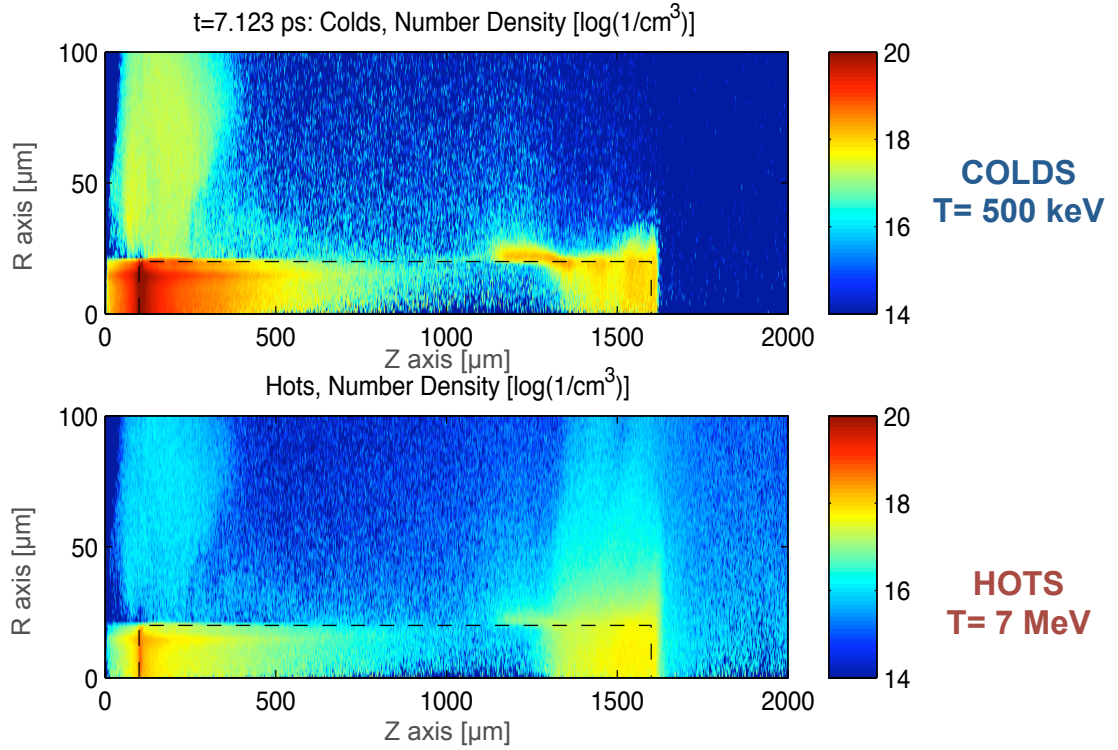 t=7.123 ps: Colds, Number Density [log(1/cm³)]
100
50
0
R axis [µm]
0 500 1000 1500 2000
Z axis [µm]
20
18
16
14
COLDS
T= 500 keV
Hots, Number Density [log(1/cm³)]
100
50
0
R axis [µm]
0 500 1000 1500 2000
Z axis [µm]
20
18
16
14
HOTS
T= 7 MeV